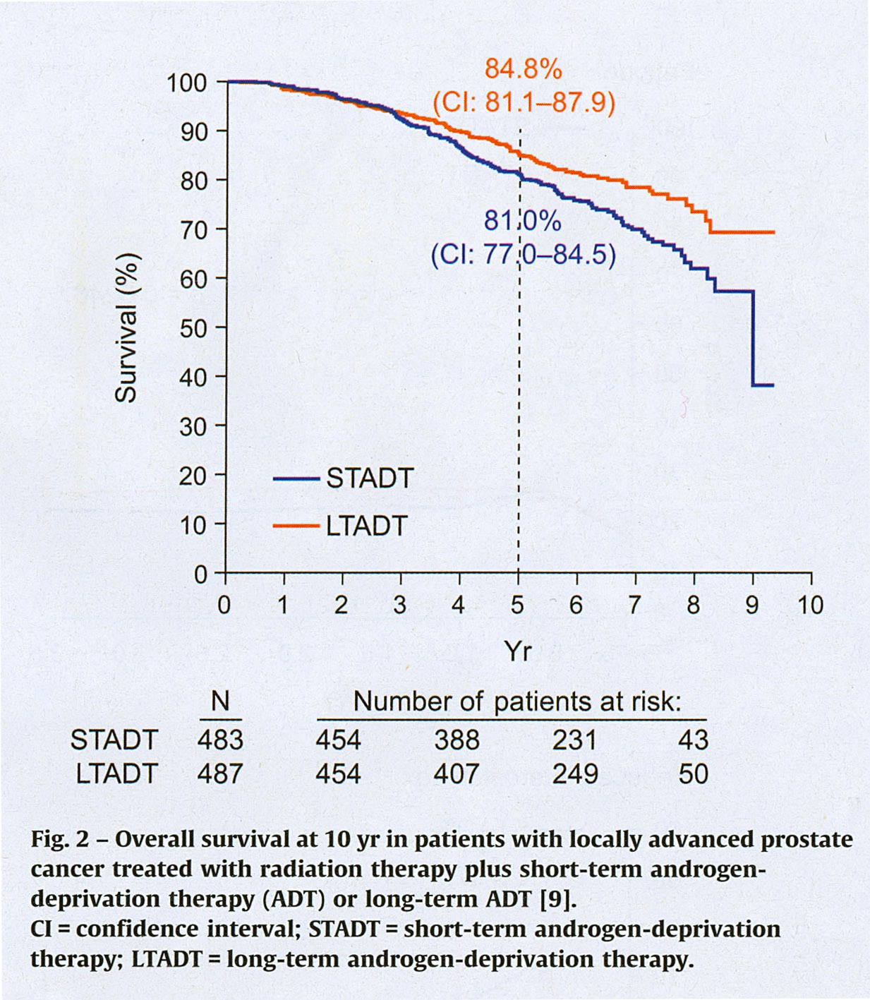 84.8%
(CI: 81.1–87.9)
100
90
80
70
60
50
40
30
20
10
0
Survival (%)
81.0%
(CI: 77.0–84.5)
STADT
LTADT
0 1 2 3 4 5 6 7 8 9 10
Yr
N Number of patients at risk:
STADT 483 454 388 231 43
LTADT 487 454 407 249 50
Fig. 2 – Overall survival at 10 yr in patients with locally advanced prostate
cancer treated with radiation therapy plus short-term androgen-
deprivation therapy (ADT) or long-term ADT [9].
CI = confidence interval; STADT = short-term androgen-deprivation
therapy; LTADT = long-term androgen-deprivation therapy.